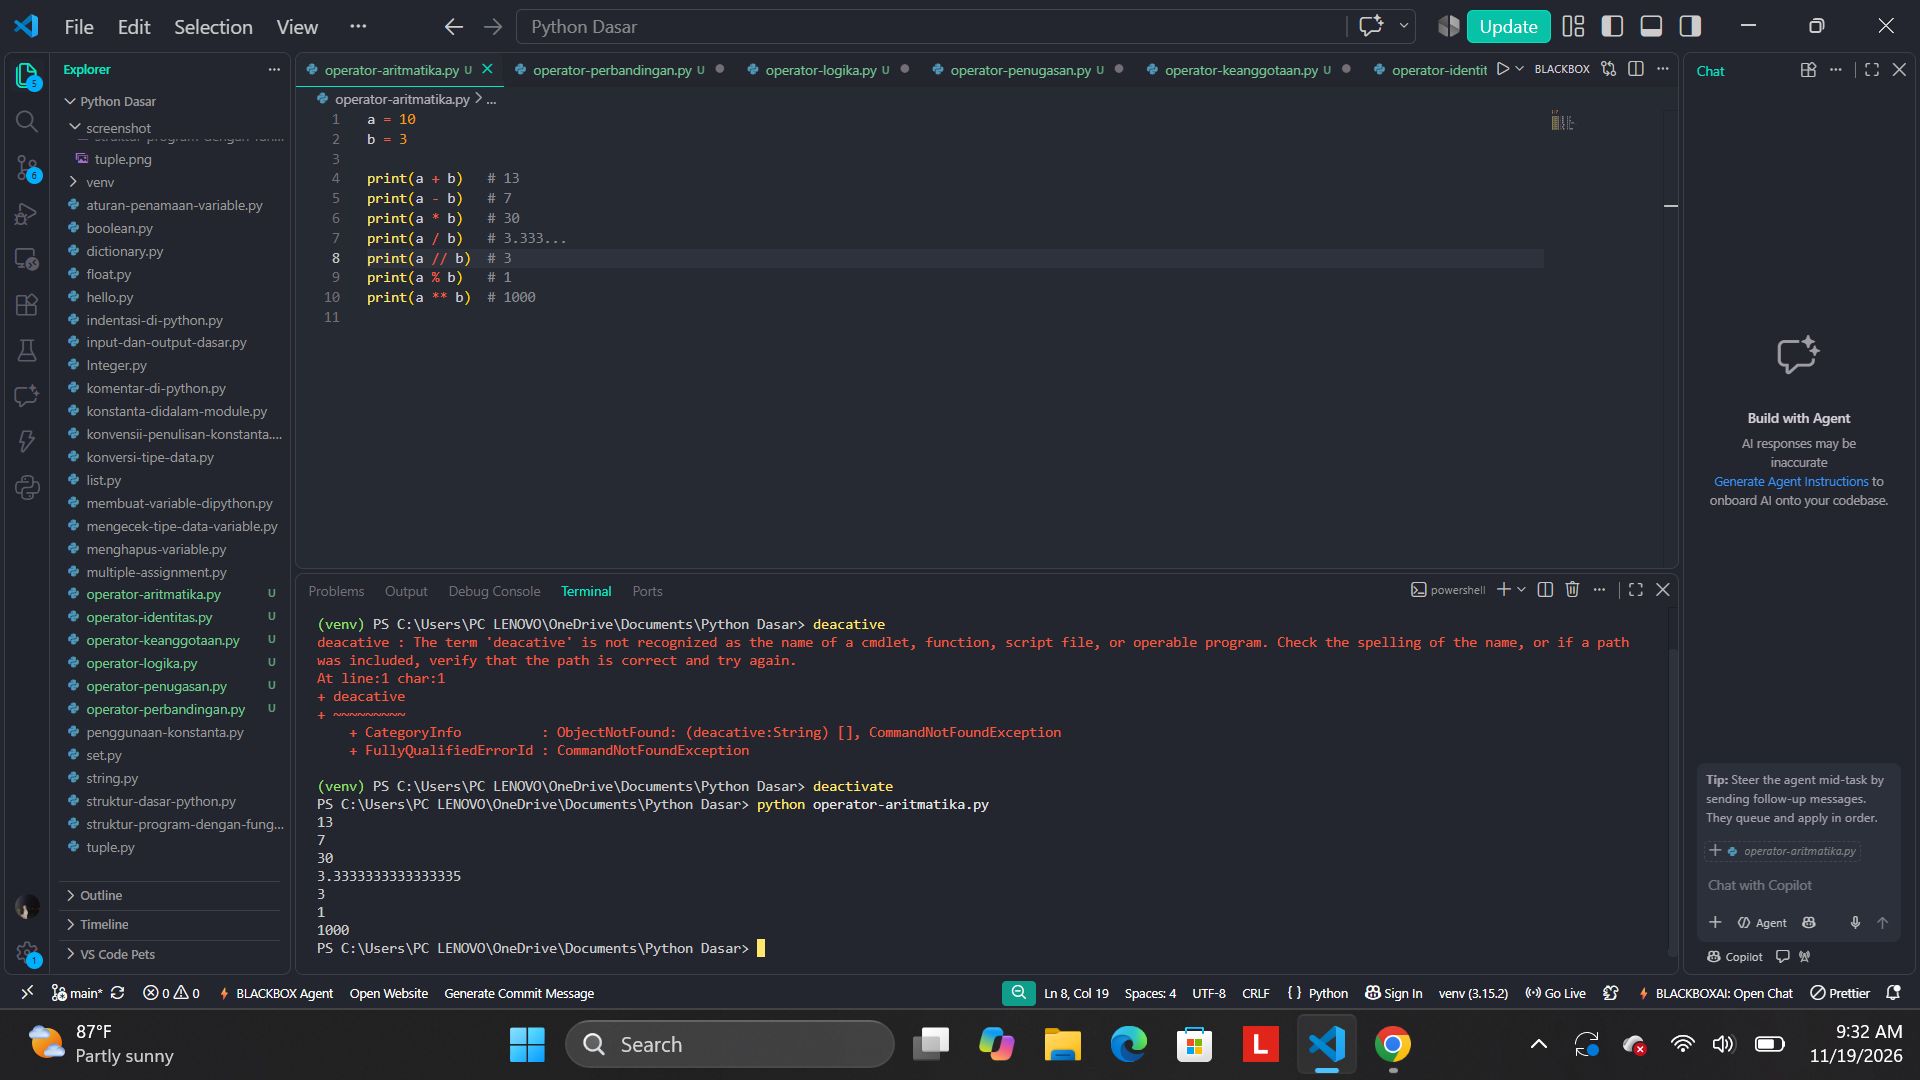 File Edit Selection View ···
Python Dasar
Update
Explorer
Python Dasar
screenshot
tuple.png
venv
aturan-penamaan-variable.py
boolean.py
dictionary.py
float.py
hello.py
indentasi-di-python.py
input-dan-output-dasar.py
Integer.py
komentar-di-python.py
konstanta-didalam-module.py
konvensii-penulisan-konstanta....
konversi-tipe-data.py
list.py
membuat-variable-dipython.py
mengecek-tipe-data-variable.py
menghapus-variable.py
multiple-assignment.py
operator-aritmatika.py U
operator-identitas.py U
operator-keanggotaan.py U
operator-logika.py U
operator-penugasan.py U
operator-perbandingan.py U
penggunaan-konstanta.py
set.py
string.py
struktur-dasar-python.py
struktur-program-dengan-fung...
tuple.py
Outline
Timeline
VS Code Pets
5
6
1
operator-aritmatika.py U operator-perbandingan.py U operator-logika.py U operator-penugasan.py U operator-keanggotaan.py U operator-identit BLACKBOX
operator-aritmatika.py > ...
1 a = 10
2 b = 3
3
4 print(a + b) # 13
5 print(a - b) # 7
6 print(a * b) # 30
7 print(a / b) # 3.333...
8 print(a // b) # 3
9 print(a % b) # 1
10 print(a ** b) # 1000
11
Problems Output Debug Console Terminal Ports
powershell
(venv) PS C:\Users\PC LENOVO\OneDrive\Documents\Python Dasar> deacative
deacative : The term 'deacative' is not recognized as the name of a cmdlet, function, script file, or operable program. Check the spelling of the name, or if a path
was included, verify that the path is correct and try again.
At line:1 char:1
+ deacative
+ ~~~~~~~~~
+ CategoryInfo : ObjectNotFound: (deacative:String) [], CommandNotFoundException
+ FullyQualifiedErrorId : CommandNotFoundException
(venv) PS C:\Users\PC LENOVO\OneDrive\Documents\Python Dasar> deactivate
PS C:\Users\PC LENOVO\OneDrive\Documents\Python Dasar> python operator-aritmatika.py
13
7
30
3.3333333333333335
3
1
1000
PS C:\Users\PC LENOVO\OneDrive\Documents\Python Dasar>
Chat
Build with Agent
AI responses may be
inaccurate
Generate Agent Instructions to
onboard AI onto your codebase.
Tip: Steer the agent mid-task by
sending follow-up messages.
They queue and apply in order.
operator-aritmatika.py
Chat with Copilot
Agent
Copilot
main* 0 0 BLACKBOX Agent Open Website Generate Commit Message
Ln 8, Col 19 Spaces: 4 UTF-8 CRLF { } Python Sign In venv (3.15.2) Go Live BLACKBOXAI: Open Chat Prettier
87°F
Partly sunny
Search
L
9:32 AM
11/19/2026